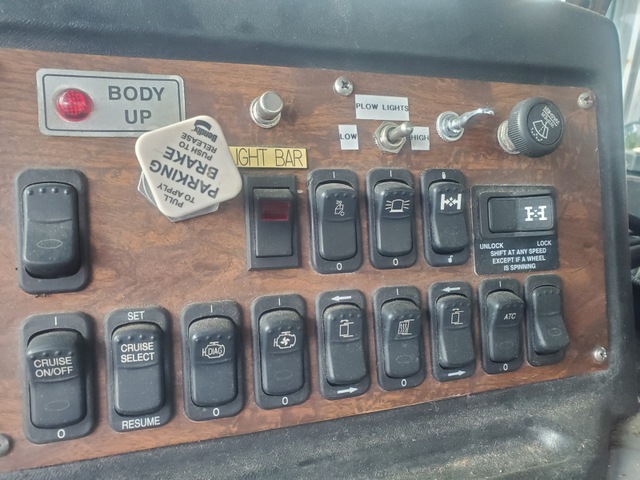 BODY
UP
PLOW LIGHTS
LOW
HIGH
Bendix
PUSH TO
RELEASE
PARKING
BRAKE
PULL
TO APPLY
IGHT BAR
UNLOCK LOCK
SHIFT AT ANY SPEED
EXCEPT IF A WHEEL
IS SPINNING
I
CRUISE
ON/OFF
O
SET
CRUISE
SELECT
RESUME
I
DIAG
O
I
O
I
O
I
ATC
O
I
O
I
O